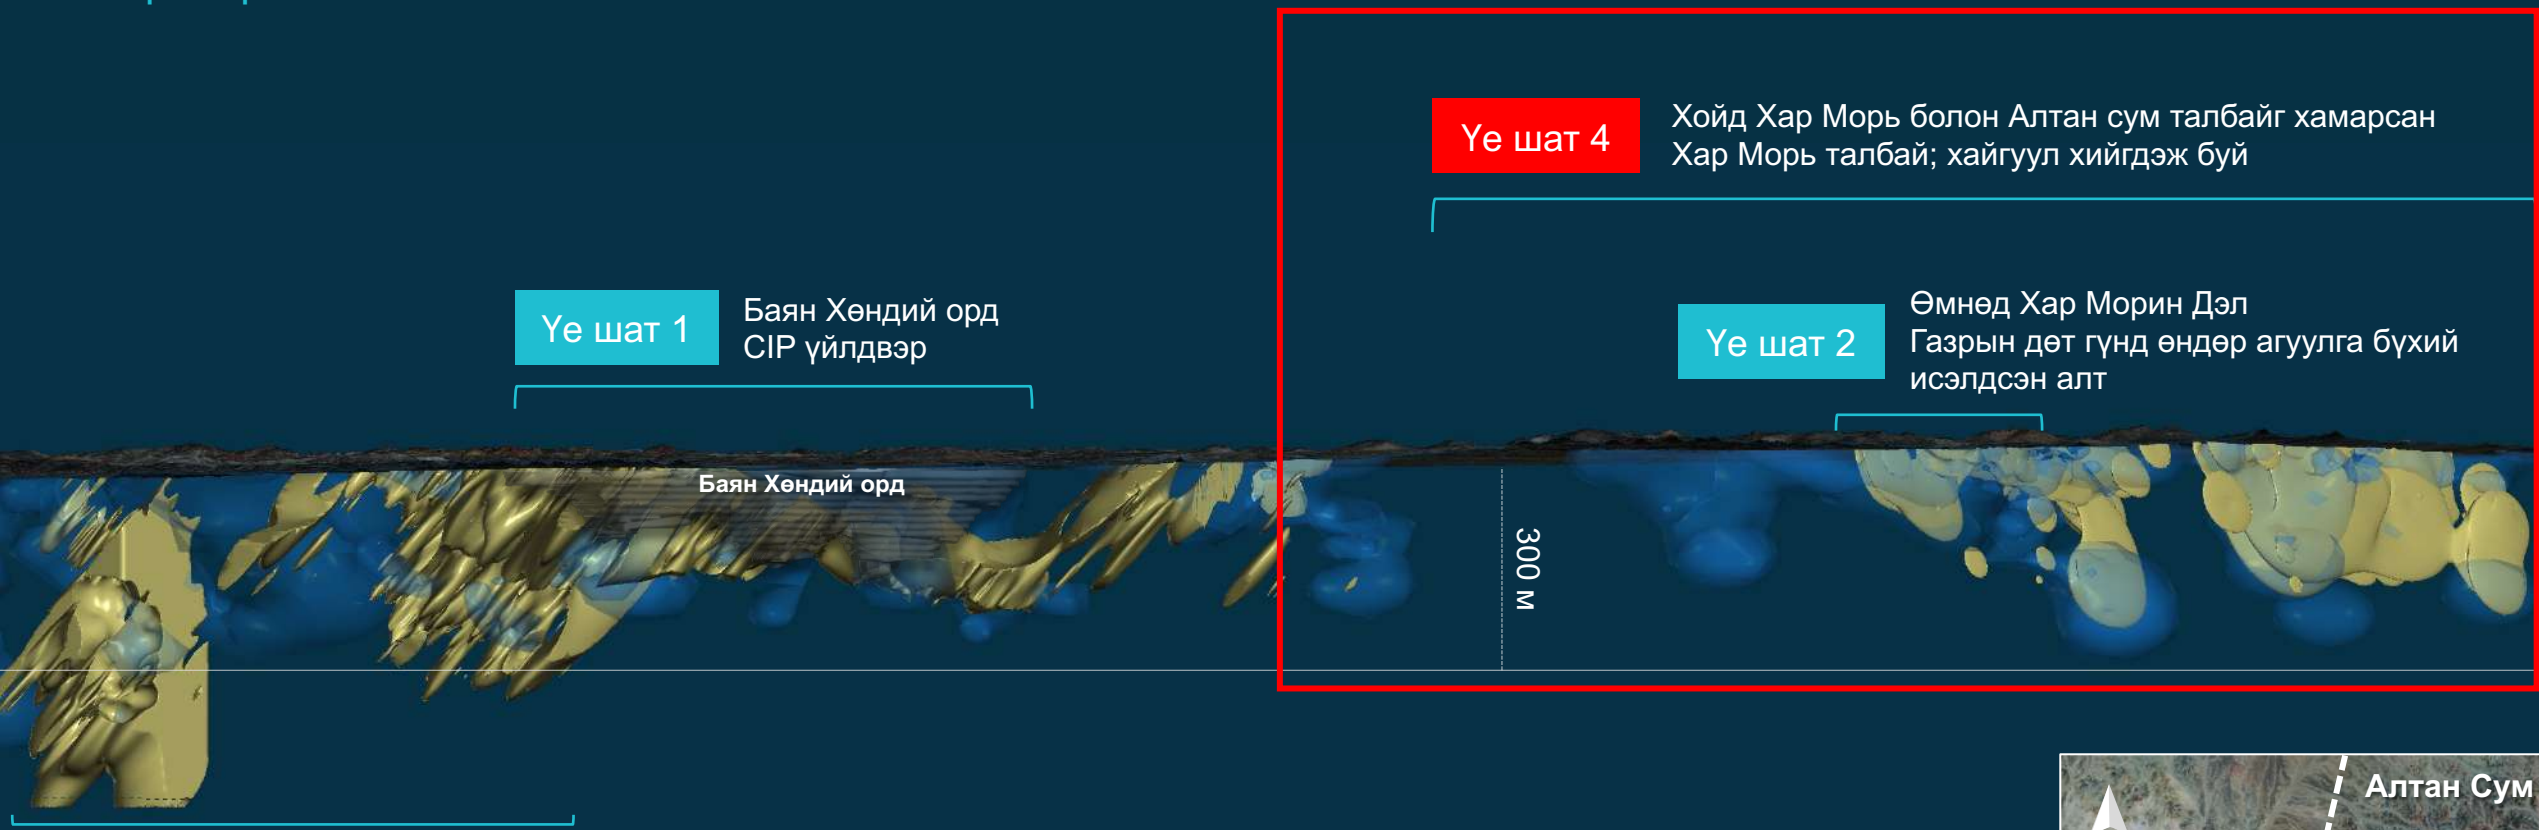 Үе шат 4
Хойд Хар Морь болон Алтан сум талбайг хамарсан
Хар Морь талбай; хайгуул хийгдэж буй
Үе шат 1
Баян Хөндий орд
CIP үйлдвэр
Үе шат 2
Өмнөд Хар Морин Дэл
Газрын дөт гүнд өндөр агуулга бүхий
исэлдсэн алт
Баян Хөндий орд
300 м
Алтан Сум